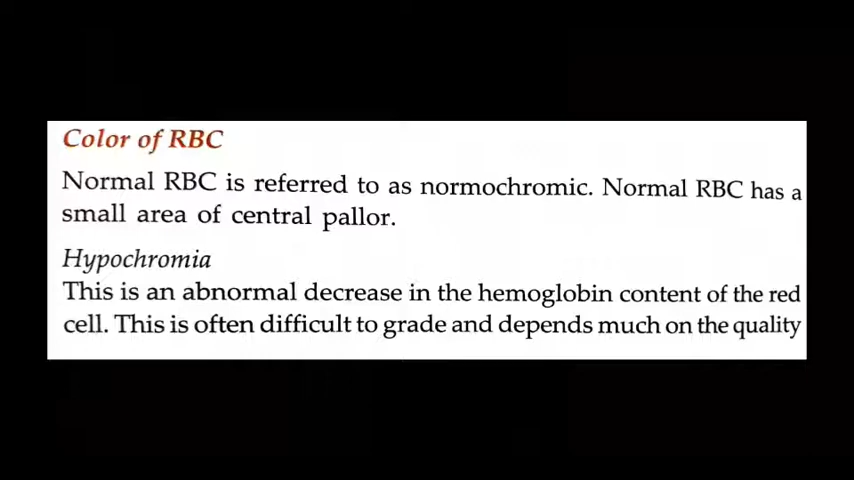 Color of RBC
Normal RBC is referred to as normochromic. Normal RBC has a
small area of central pallor.
Hypochromia
This is an abnormal decrease in the hemoglobin content of the red
cell. This is often difficult to grade and depends much on the quality